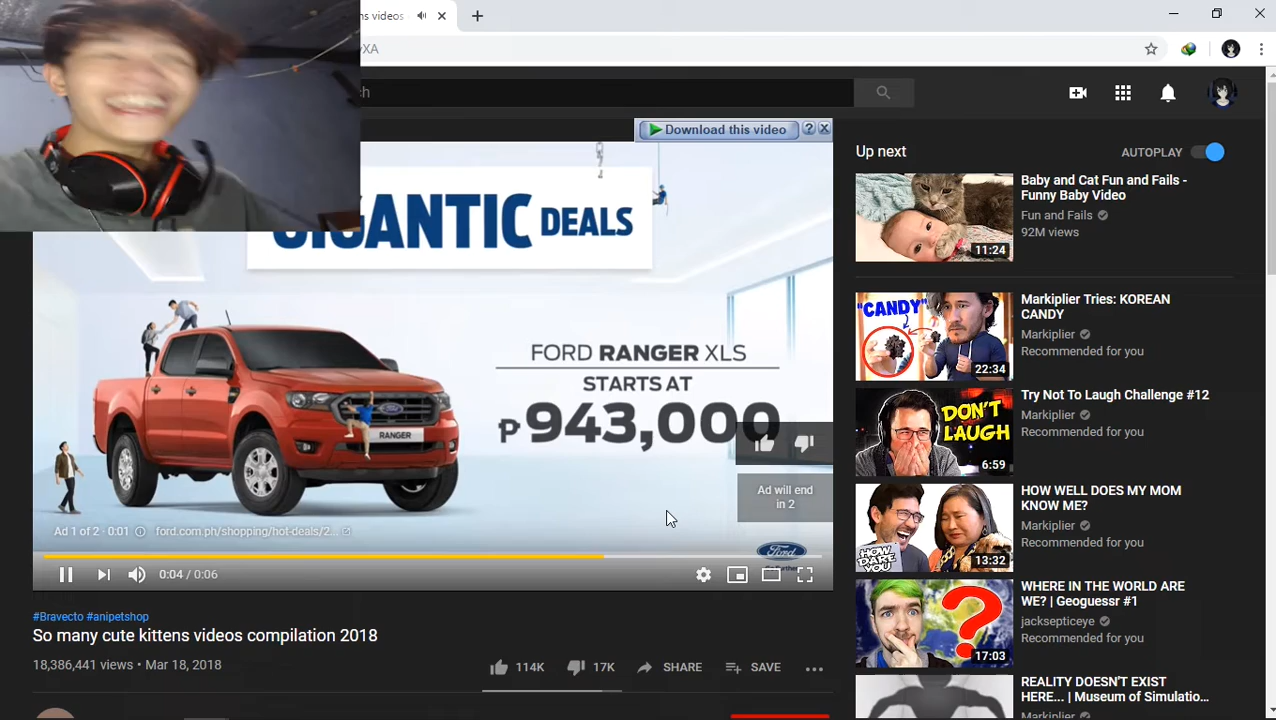 ns videos
XA
ch
Download this video
?
GIGANTIC DEALS
FORD RANGER XLS
STARTS AT
₱943,000
RANGER
Ad will end
in 2
Ad 1 of 2 · 0:01
ford.com.ph/shopping/hot-deals/2...
Ford
Go Further
0:04 / 0:06
#Bravecto #anipetshop
So many cute kittens videos compilation 2018
18,386,441 views • Mar 18, 2018
114K
17K
SHARE
SAVE
Up next
AUTOPLAY
11:24
Baby and Cat Fun and Fails -
Funny Baby Video
Fun and Fails
92M views
"CANDY"
22:34
Markiplier Tries: KOREAN
CANDY
Markiplier
Recommended for you
DON'T
LAUGH
6:59
Try Not To Laugh Challenge #12
Markiplier
Recommended for you
HOW
DARE
YOU
13:32
HOW WELL DOES MY MOM
KNOW ME?
Markiplier
Recommended for you
?
17:03
WHERE IN THE WORLD ARE
WE? | Geoguessr #1
jacksepticeye
Recommended for you
REALITY DOESN'T EXIST
HERE... | Museum of Simulatio...
Markiplier